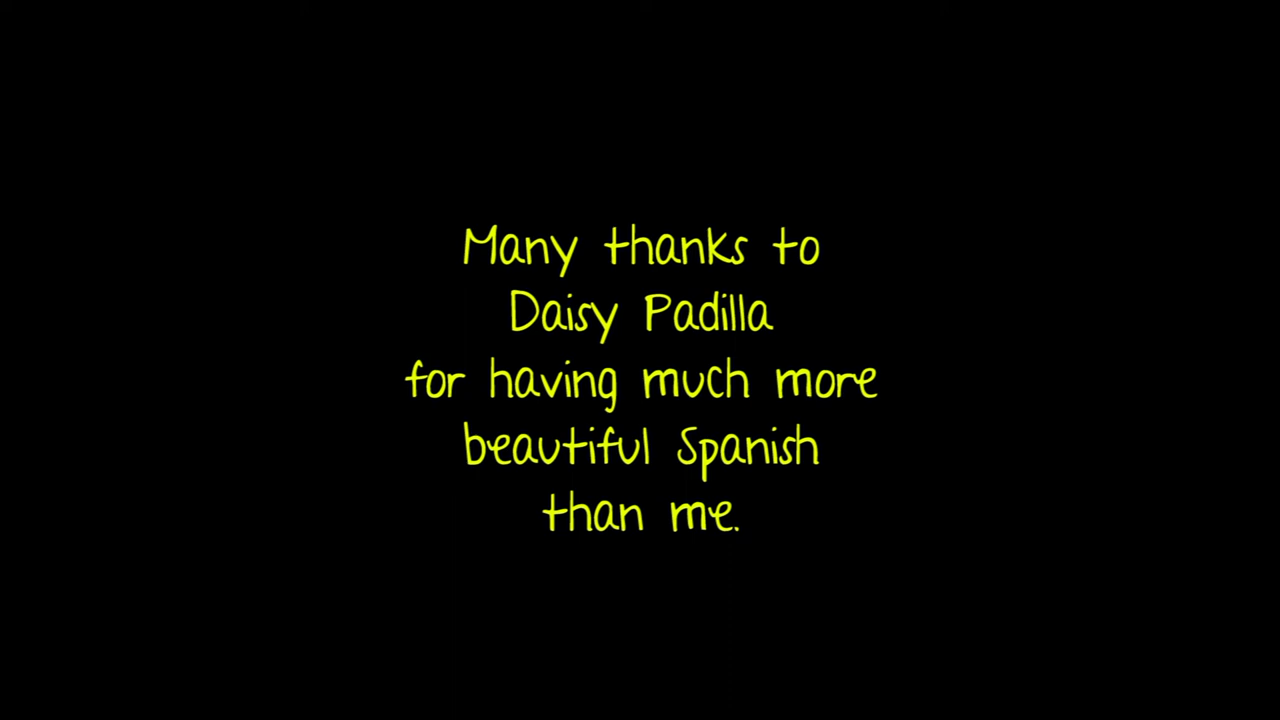 Many thanks to
Daisy Padilla
for having much more
beautiful Spanish
than me.